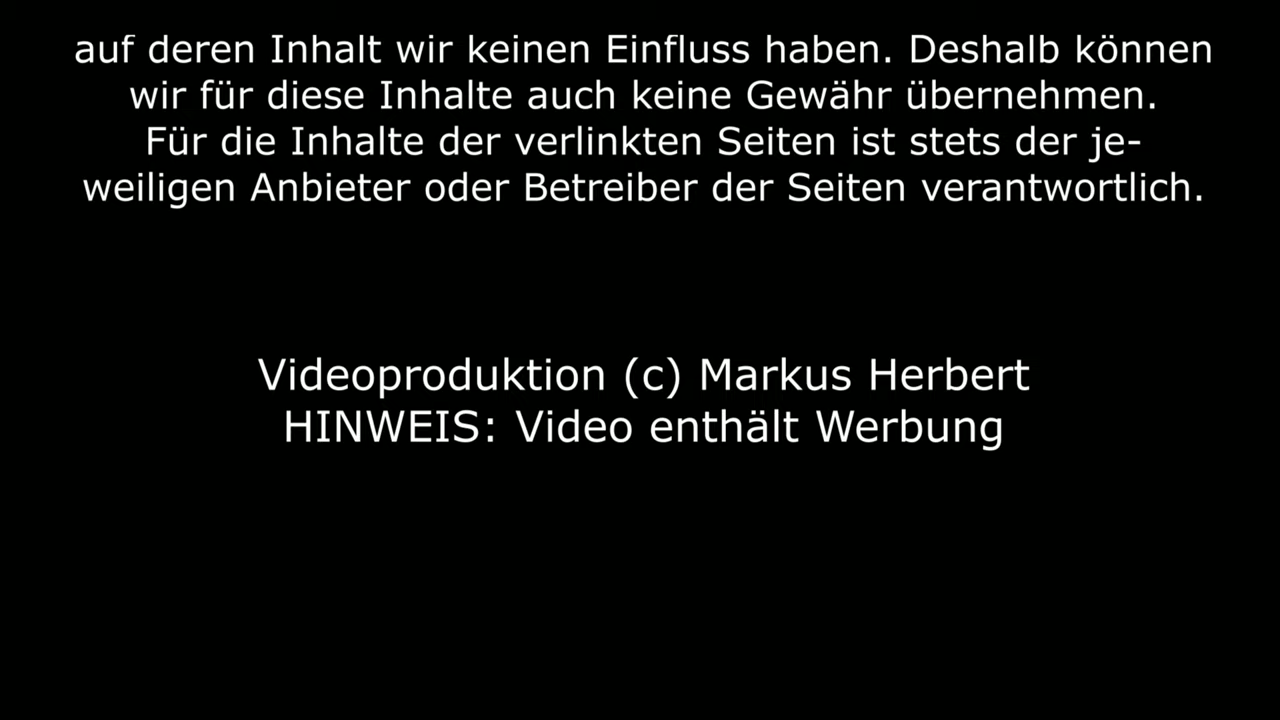 auf deren Inhalt wir keinen Einfluss haben. Deshalb können
wir für diese Inhalte auch keine Gewähr übernehmen.
Für die Inhalte der verlinkten Seiten ist stets der je-
weiligen Anbieter oder Betreiber der Seiten verantwortlich.
Videoproduktion (c) Markus Herbert
HINWEIS: Video enthält Werbung